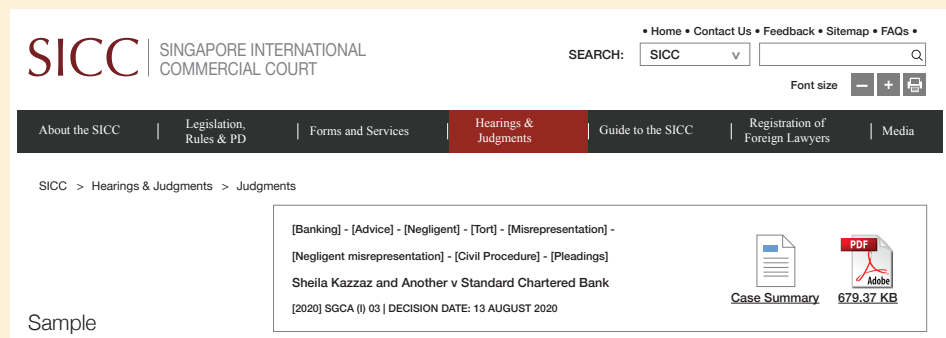 • Home • Contact Us • Feedback • Sitemap • FAQs •
SICC
SINGAPORE INTERNATIONAL
COMMERCIAL COURT
SEARCH: SICC v
Font size – +
About the SICC | Legislation, Rules & PD | Forms and Services | Hearings & Judgments | Guide to the SICC | Registration of Foreign Lawyers | Media
SICC > Hearings & Judgments > Judgments
[Banking] - [Advice] - [Negligent] - [Tort] - [Misrepresentation] -
[Negligent misrepresentation] - [Civil Procedure] - [Pleadings]
Sheila Kazzaz and Another v Standard Chartered Bank
[2020] SGCA (I) 03 | DECISION DATE: 13 AUGUST 2020
Case Summary
PDF
Adobe
679.37 KB
Sample